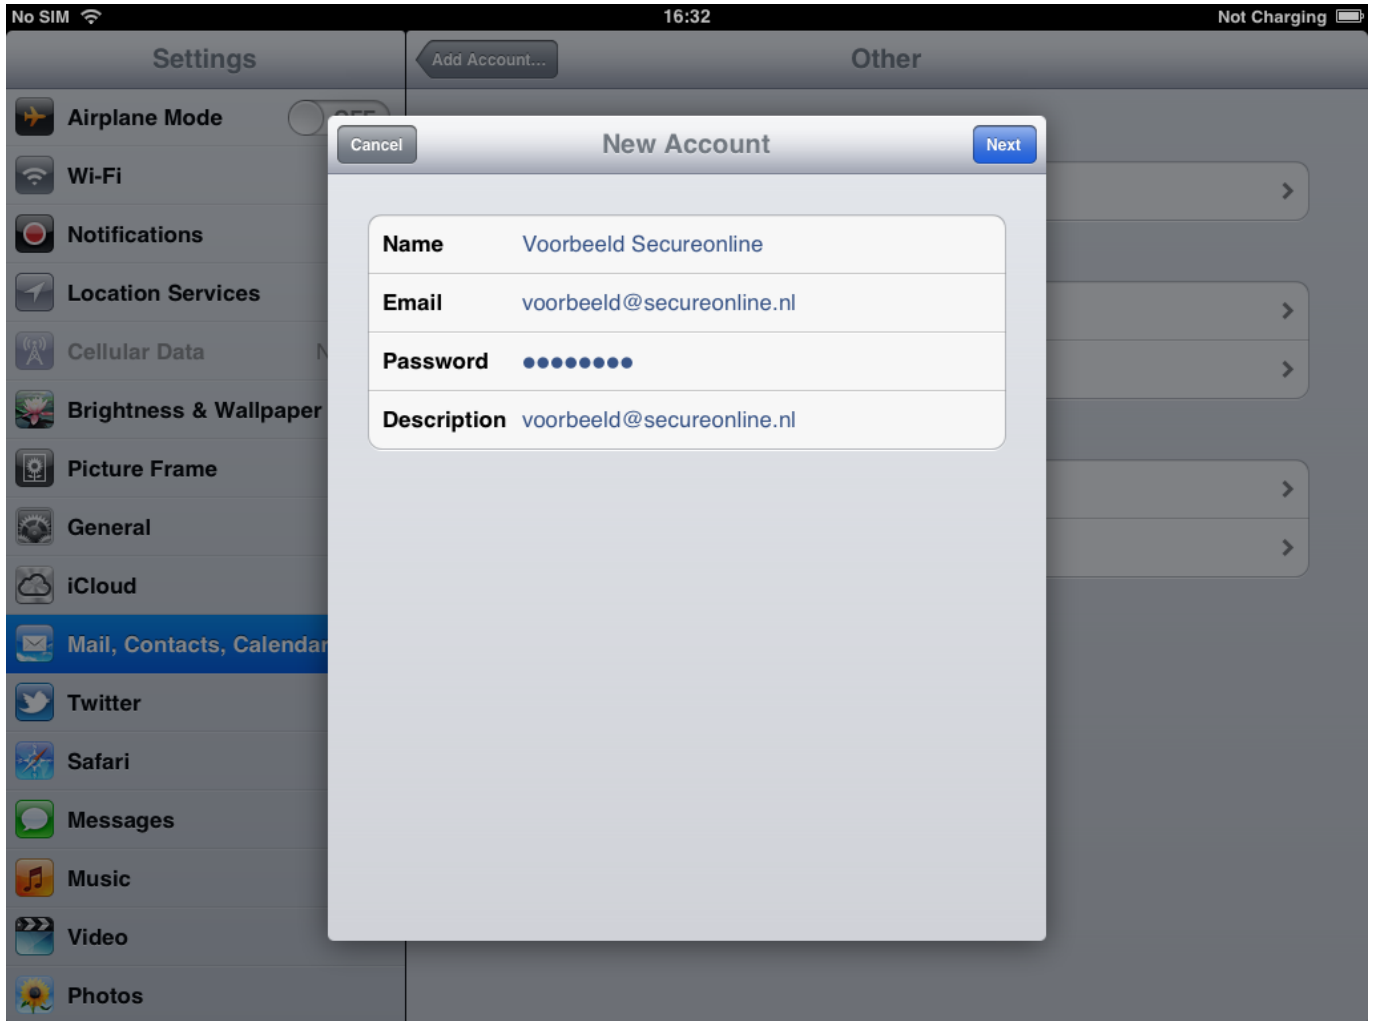 No SIM 16:32 Not Charging
Settings
Add Account... Other
Airplane Mode OFF
Cancel New Account Next
Wi-Fi
Notifications
Name Voorbeeld Secureonline
Location Services
Email voorbeeld@secureonline.nl
Cellular Data N
Password ●●●●●●●●
Brightness & Wallpaper
Description voorbeeld@secureonline.nl
Picture Frame
General
iCloud
Mail, Contacts, Calendar
Twitter
Safari
Messages
Music
Video
Photos